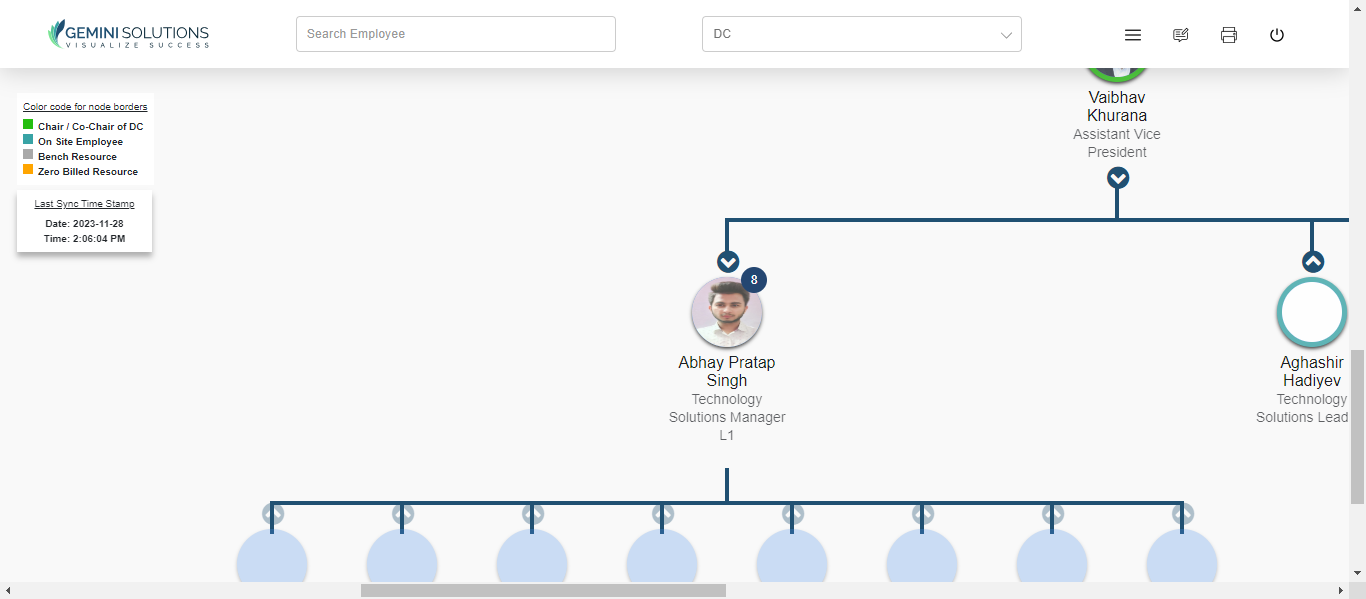 GEMINI SOLUTIONS
VISUALIZE SUCCESS
Search Employee
DC
Color code for node borders
Chair / Co-Chair of DC
On Site Employee
Bench Resource
Zero Billed Resource
Last Sync Time Stamp
Date: 2023-11-28
Time: 2:06:04 PM
Vaibhav
Khurana
Assistant Vice
President
8
Abhay Pratap
Singh
Technology
Solutions Manager
L1
Aghashir
Hadiyev
Technology
Solutions Lead